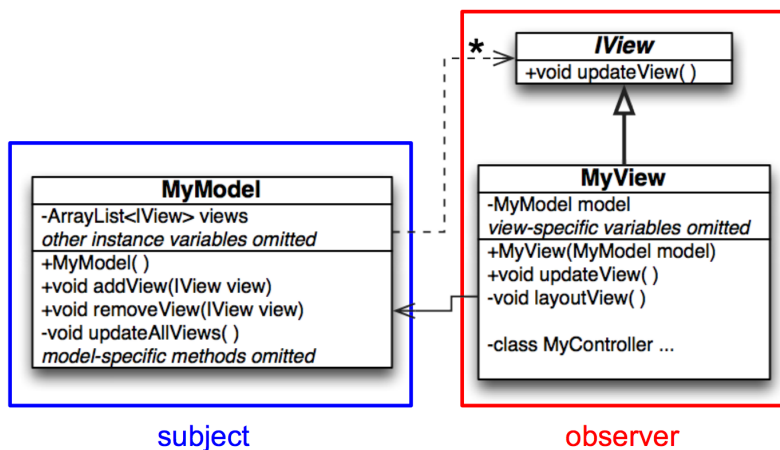 *
IView
+void updateView( )
MyModel
-ArrayList<IView> views
other instance variables omitted
+MyModel( )
+void addView(IView view)
+void removeView(IView view)
-void updateAllViews( )
model-specific methods omitted
MyView
-MyModel model
view-specific variables omitted
+MyView(MyModel model)
+void updateView( )
-void layoutView( )
-class MyController ...
subject
observer